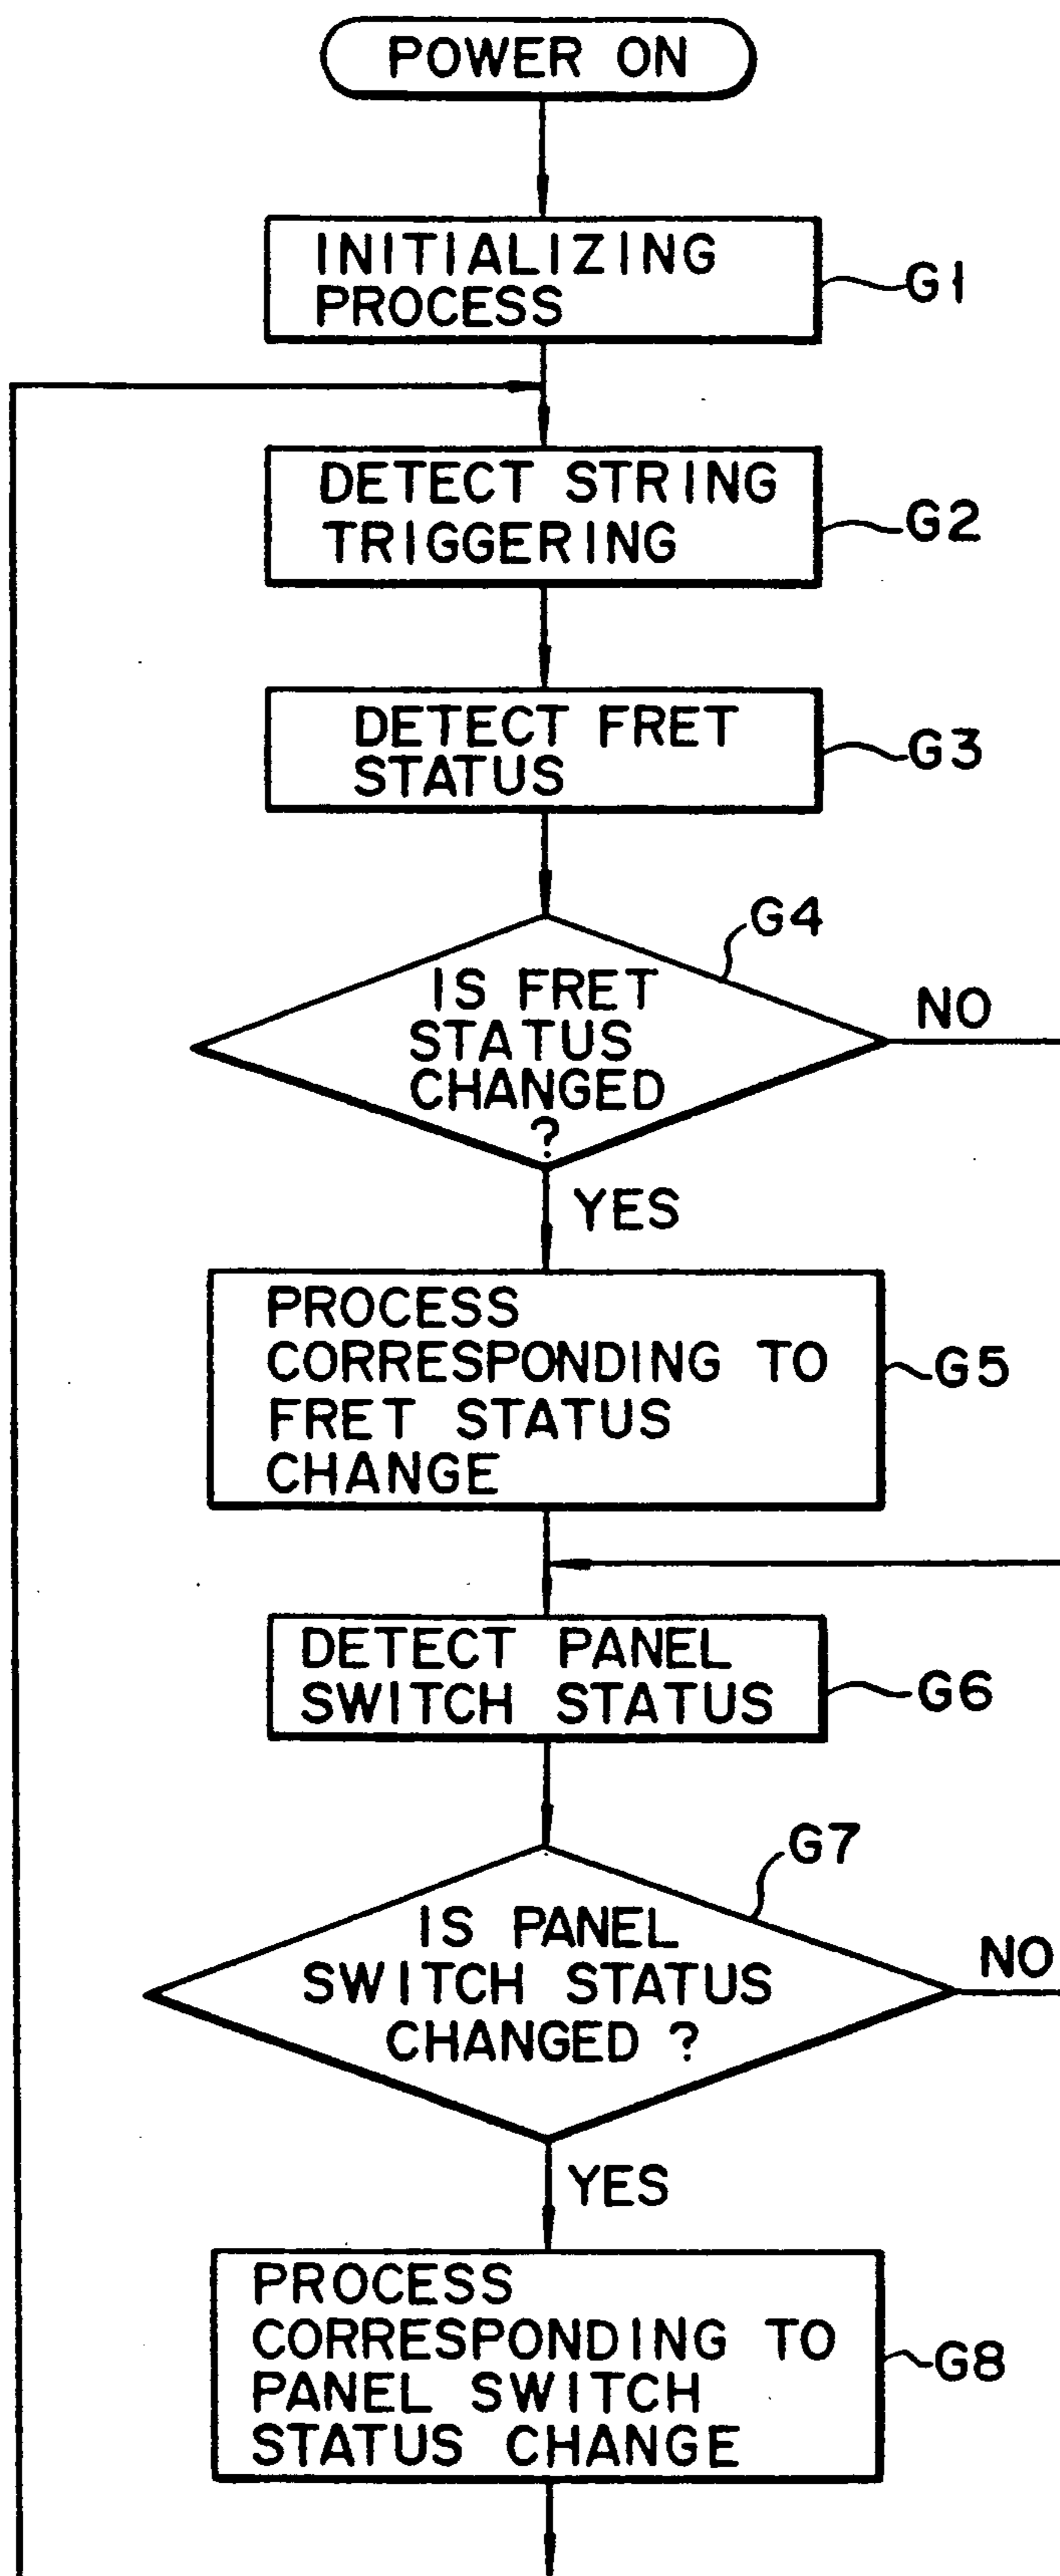 POWER ON
INITIALIZING
PROCESS
G1
DETECT STRING
TRIGGERING
G2
DETECT FRET
STATUS
G3
G4
IS FRET
STATUS
CHANGED
?
NO
YES
PROCESS
CORRESPONDING TO
FRET STATUS
CHANGE
G5
DETECT PANEL
SWITCH STATUS
G6
G7
IS PANEL
SWITCH STATUS
CHANGED ?
NO
YES
PROCESS
CORRESPONDING TO
PANEL SWITCH
STATUS CHANGE
G8